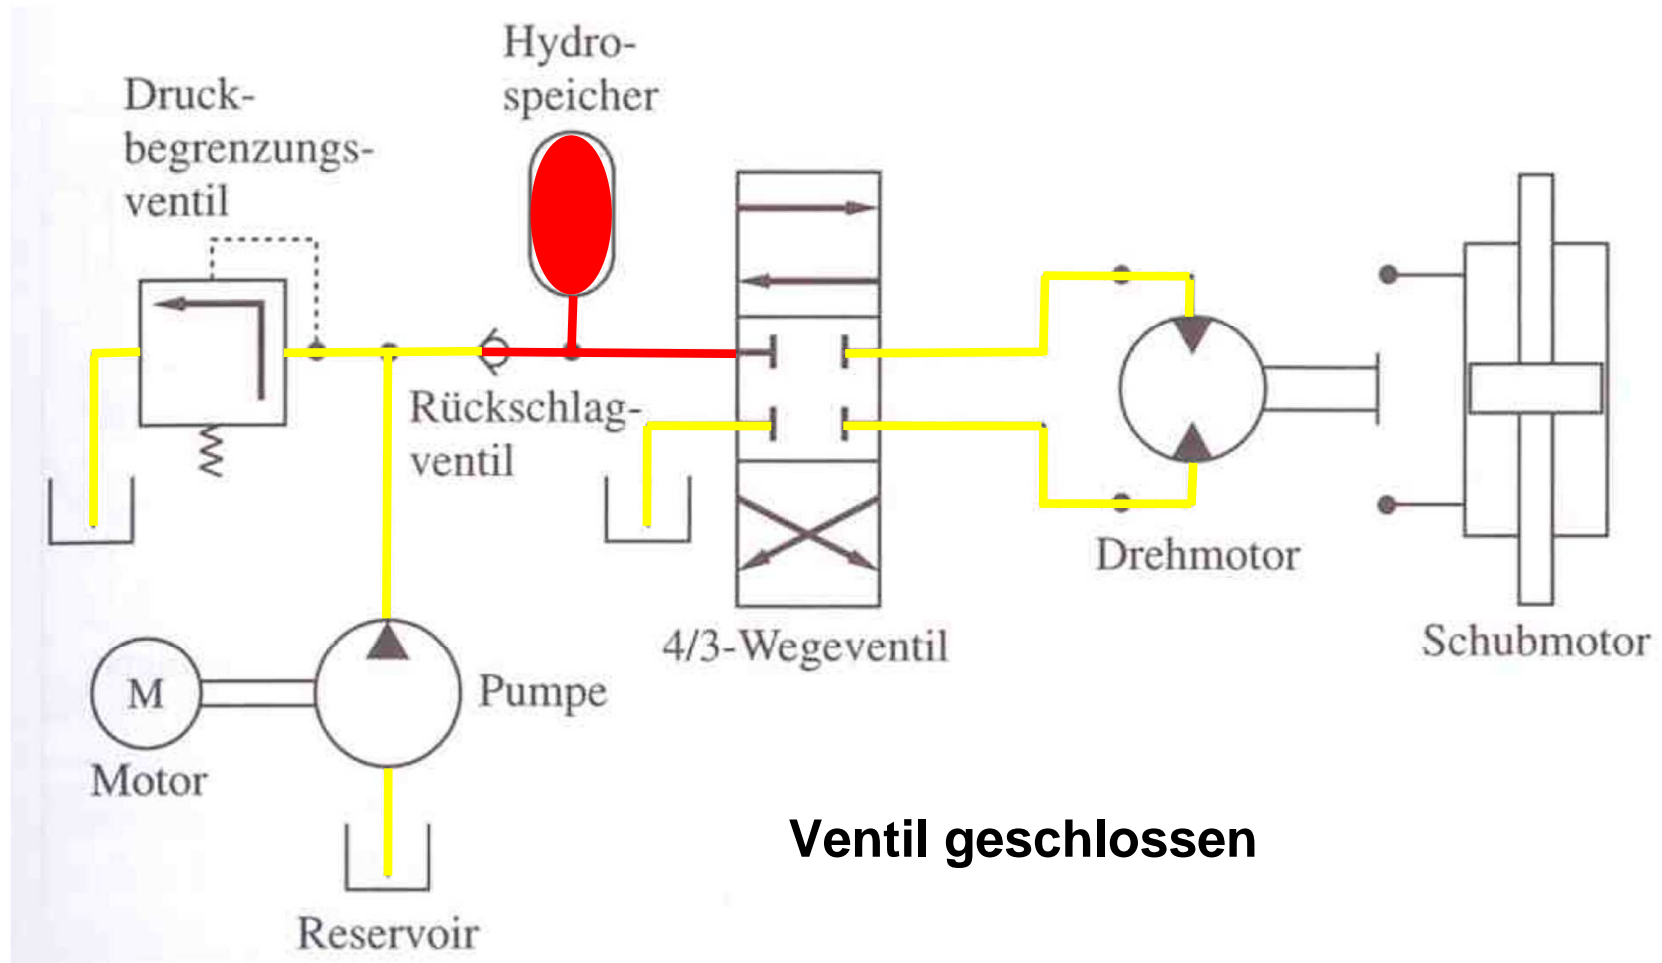 Hydro-
speicher
Druck-
begrenzungs-
ventil
Rückschlag-
ventil
Drehmotor
4/3-Wegeventil
Schubmotor
M
Pumpe
Motor
Ventil geschlossen
Reservoir